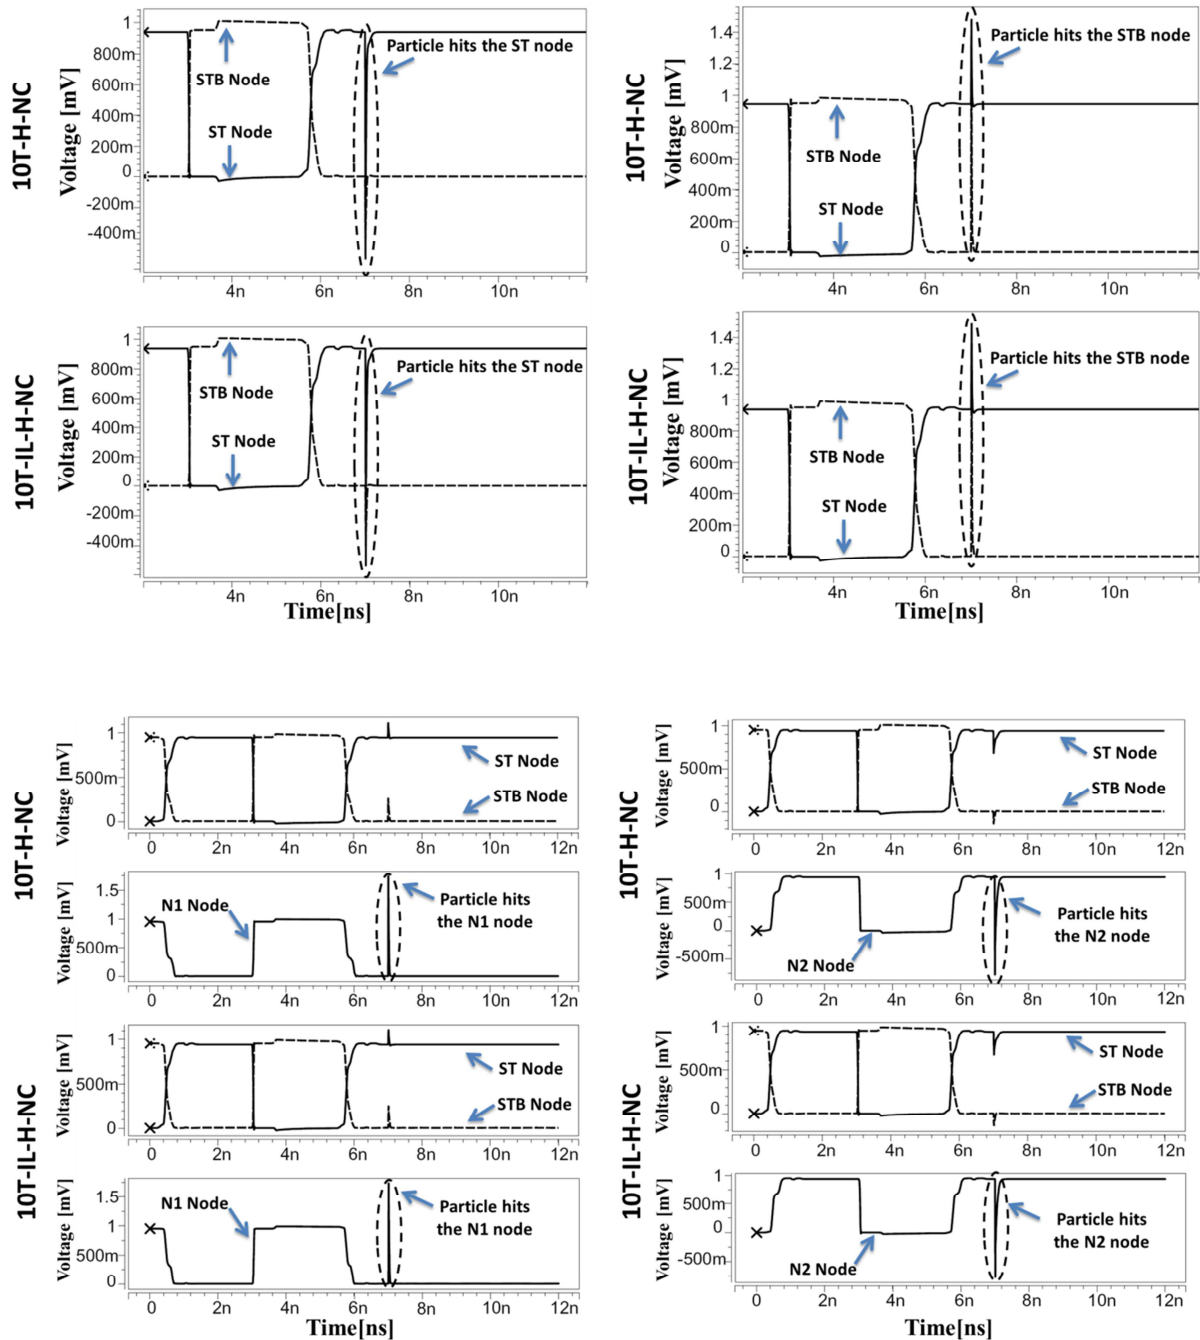 10T-H-NC
Voltage [mV]
1
800m
600m
400m
200m
0
-200m
-400m
STB Node
ST Node
Particle hits the ST node
4n 6n 8n 10n
10T-H-NC
Voltage [mV]
1.4
1.2
1
800m
600m
400m
200m
0
STB Node
ST Node
Particle hits the STB node
4n 6n 8n 10n
10T-IL-H-NC
Voltage [mV]
1
800m
600m
400m
200m
0
-200m
-400m
STB Node
ST Node
Particle hits the ST node
4n 6n 8n 10n
Time[ns]
10T-IL-H-NC
Voltage [mV]
1.4
1.2
1
800m
600m
400m
200m
0
STB Node
ST Node
Particle hits the STB node
4n 6n 8n 10n
Time[ns]
10T-H-NC
Voltage [mV]
1
500m
0
ST Node
STB Node
0 2n 4n 6n 8n 10n 12n
Voltage [mV]
1.5
1
500m
0
N1 Node
Particle hits
the N1 node
0 2n 4n 6n 8n 10n 12n
10T-IL-H-NC
Voltage [mV]
1
500m
0
ST Node
STB Node
0 2n 4n 6n 8n 10n 12n
Voltage [mV]
1.5
1
500m
0
N1 Node
Particle hits
the N1 node
0 2n 4n 6n 8n 10n 12n
Time[ns]
10T-H-NC
Voltage [mV]
1
500m
0
ST Node
STB Node
0 2n 4n 6n 8n 10n 12n
Voltage [mV]
1
500m
0
-500m
N2 Node
Particle hits
the N2 node
0 2n 4n 6n 8n 10n 12n
10T-IL-H-NC
Voltage [mV]
1
500m
0
ST Node
STB Node
0 2n 4n 6n 8n 10n 12n
Voltage [mV]
1
500m
0
-500m
N2 Node
Particle hits
the N2 node
0 2n 4n 6n 8n 10n 12n
Time[ns]